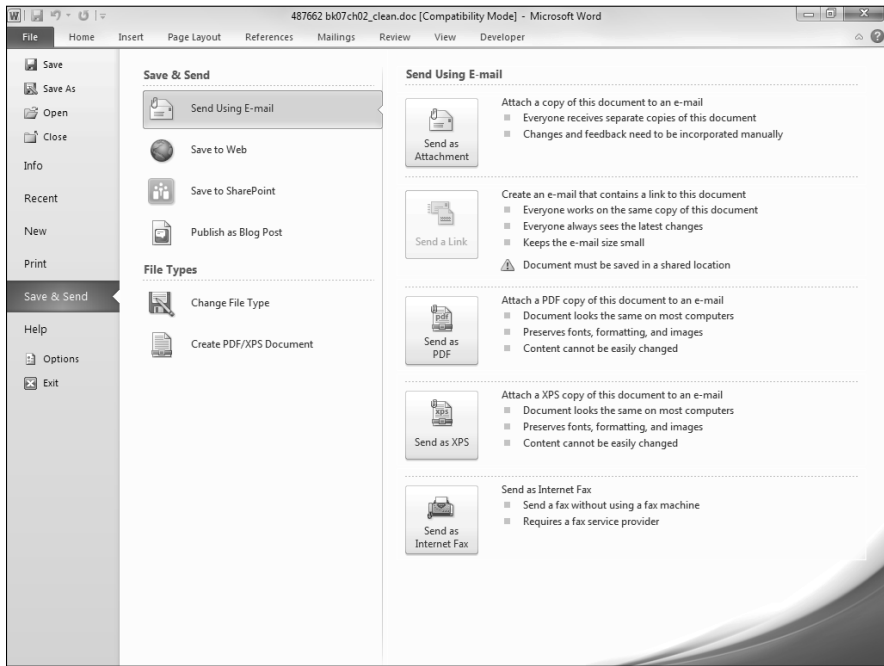 487662 bk07ch02_clean.doc [Compatibility Mode] - Microsoft Word
File Home Insert Page Layout References Mailings Review View Developer
Save
Save As
Open
Close
Info
Recent
New
Print
Save & Send
Help
Options
Exit
Save & Send
Send Using E-mail
Save to Web
Save to SharePoint
Publish as Blog Post
File Types
Change File Type
Create PDF/XPS Document
Send Using E-mail
Send as
Attachment
Attach a copy of this document to an e-mail
Everyone receives separate copies of this document
Changes and feedback need to be incorporated manually
Send a Link
Create an e-mail that contains a link to this document
Everyone works on the same copy of this document
Everyone always sees the latest changes
Keeps the e-mail size small
Document must be saved in a shared location
pdf
Send as
PDF
Attach a PDF copy of this document to an e-mail
Document looks the same on most computers
Preserves fonts, formatting, and images
Content cannot be easily changed
xps
Send as XPS
Attach a XPS copy of this document to an e-mail
Document looks the same on most computers
Preserves fonts, formatting, and images
Content cannot be easily changed
Send as
Internet Fax
Send as Internet Fax
Send a fax without using a fax machine
Requires a fax service provider